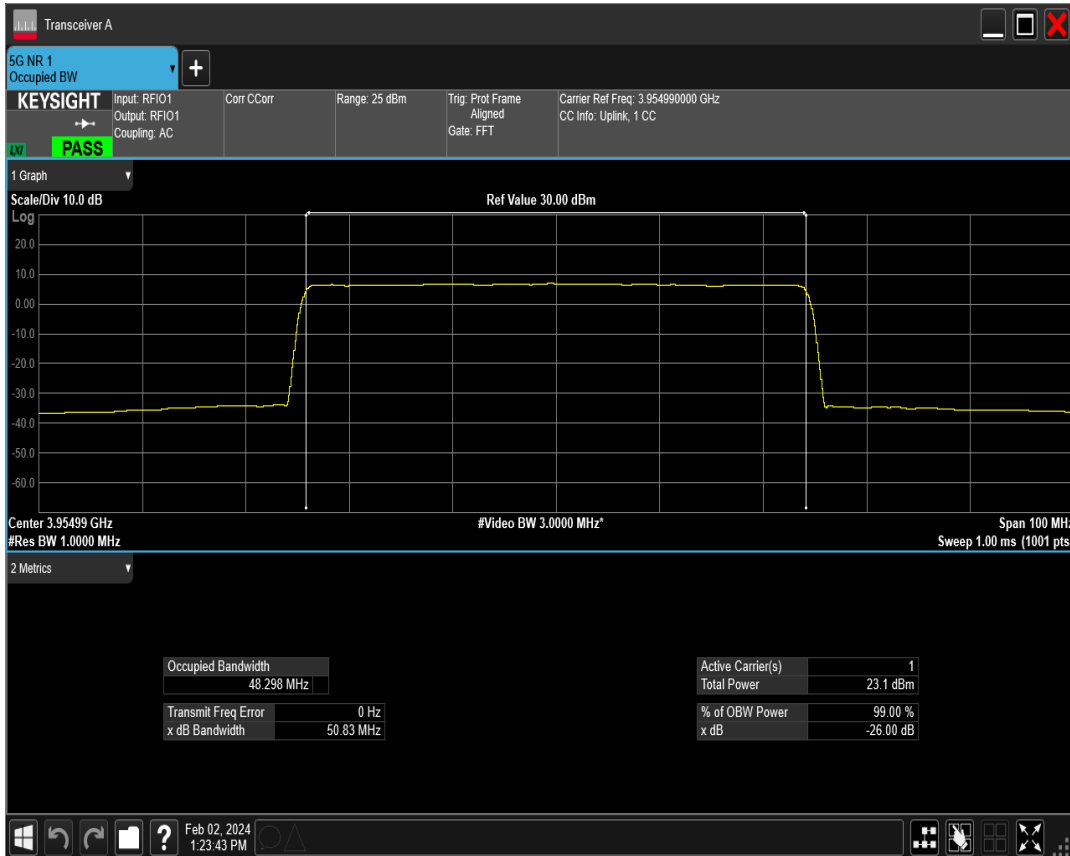 Transceiver A
5G NR 1
Occupied BW
KEYSIGHT
LXI
PASS
Input: RFIO1
Output: RFIO1
Coupling: AC
Corr CCorr
Range: 25 dBm
Trig: Prot Frame
Aligned
Gate: FFT
Carrier Ref Freq: 3.954990000 GHz
CC Info: Uplink, 1 CC
1 Graph
Scale/Div 10.0 dB
Ref Value 30.00 dBm
Log
20.0
10.0
0.00
-10.0
-20.0
-30.0
-40.0
-50.0
-60.0
Center 3.95499 GHz
#Video BW 3.0000 MHz*
Span 100 MHz
#Res BW 1.0000 MHz
Sweep 1.00 ms (1001 pts
2 Metrics
Occupied Bandwidth
48.298 MHz
Transmit Freq Error 0 Hz
x dB Bandwidth 50.83 MHz
Active Carrier(s) 1
Total Power 23.1 dBm
% of OBW Power 99.00 %
x dB -26.00 dB
?
Feb 02, 2024
1:23:43 PM